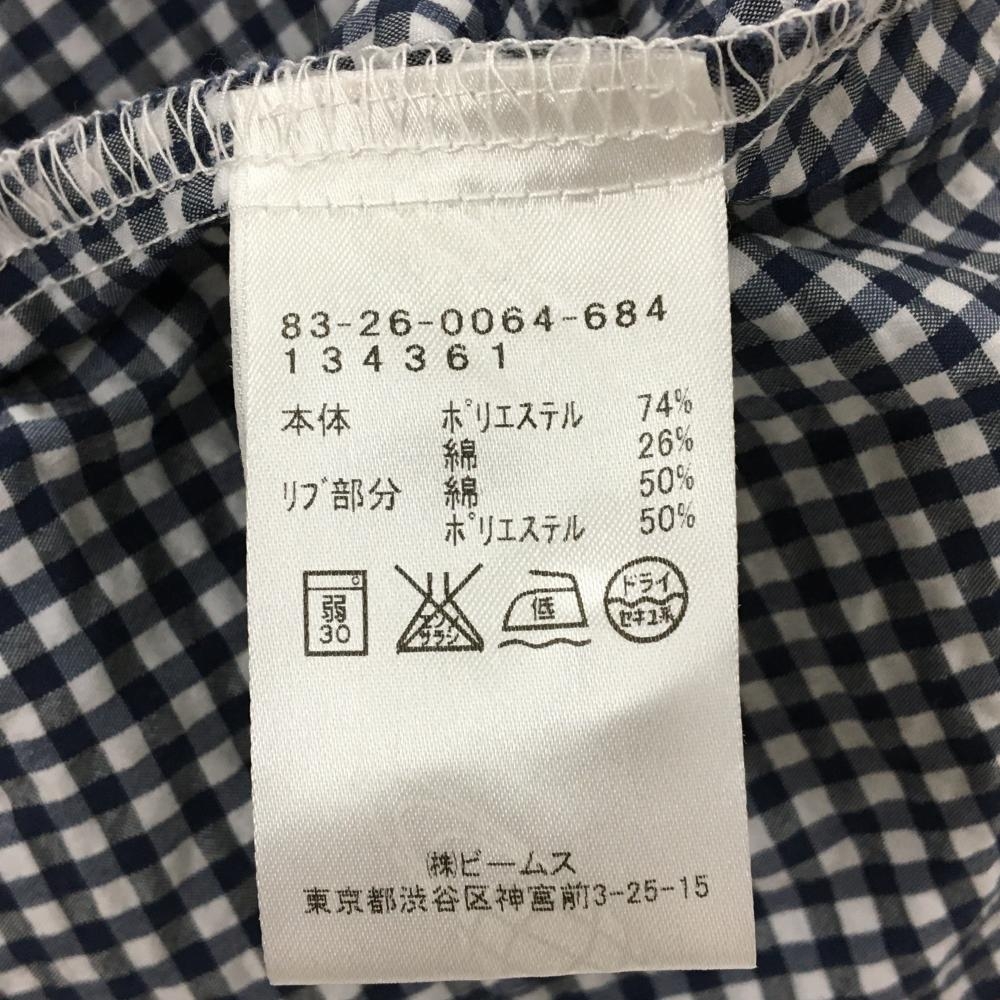 83-26-0064-684
134361
本体 ポリエステル 74%
綿 26%
リブ部分 綿 50%
ポリエステル 50%
弱
30
エンソ
サラシ
低
ドライ
セキユ系
㈱ビームス
東京都渋谷区神宮前3-25-15